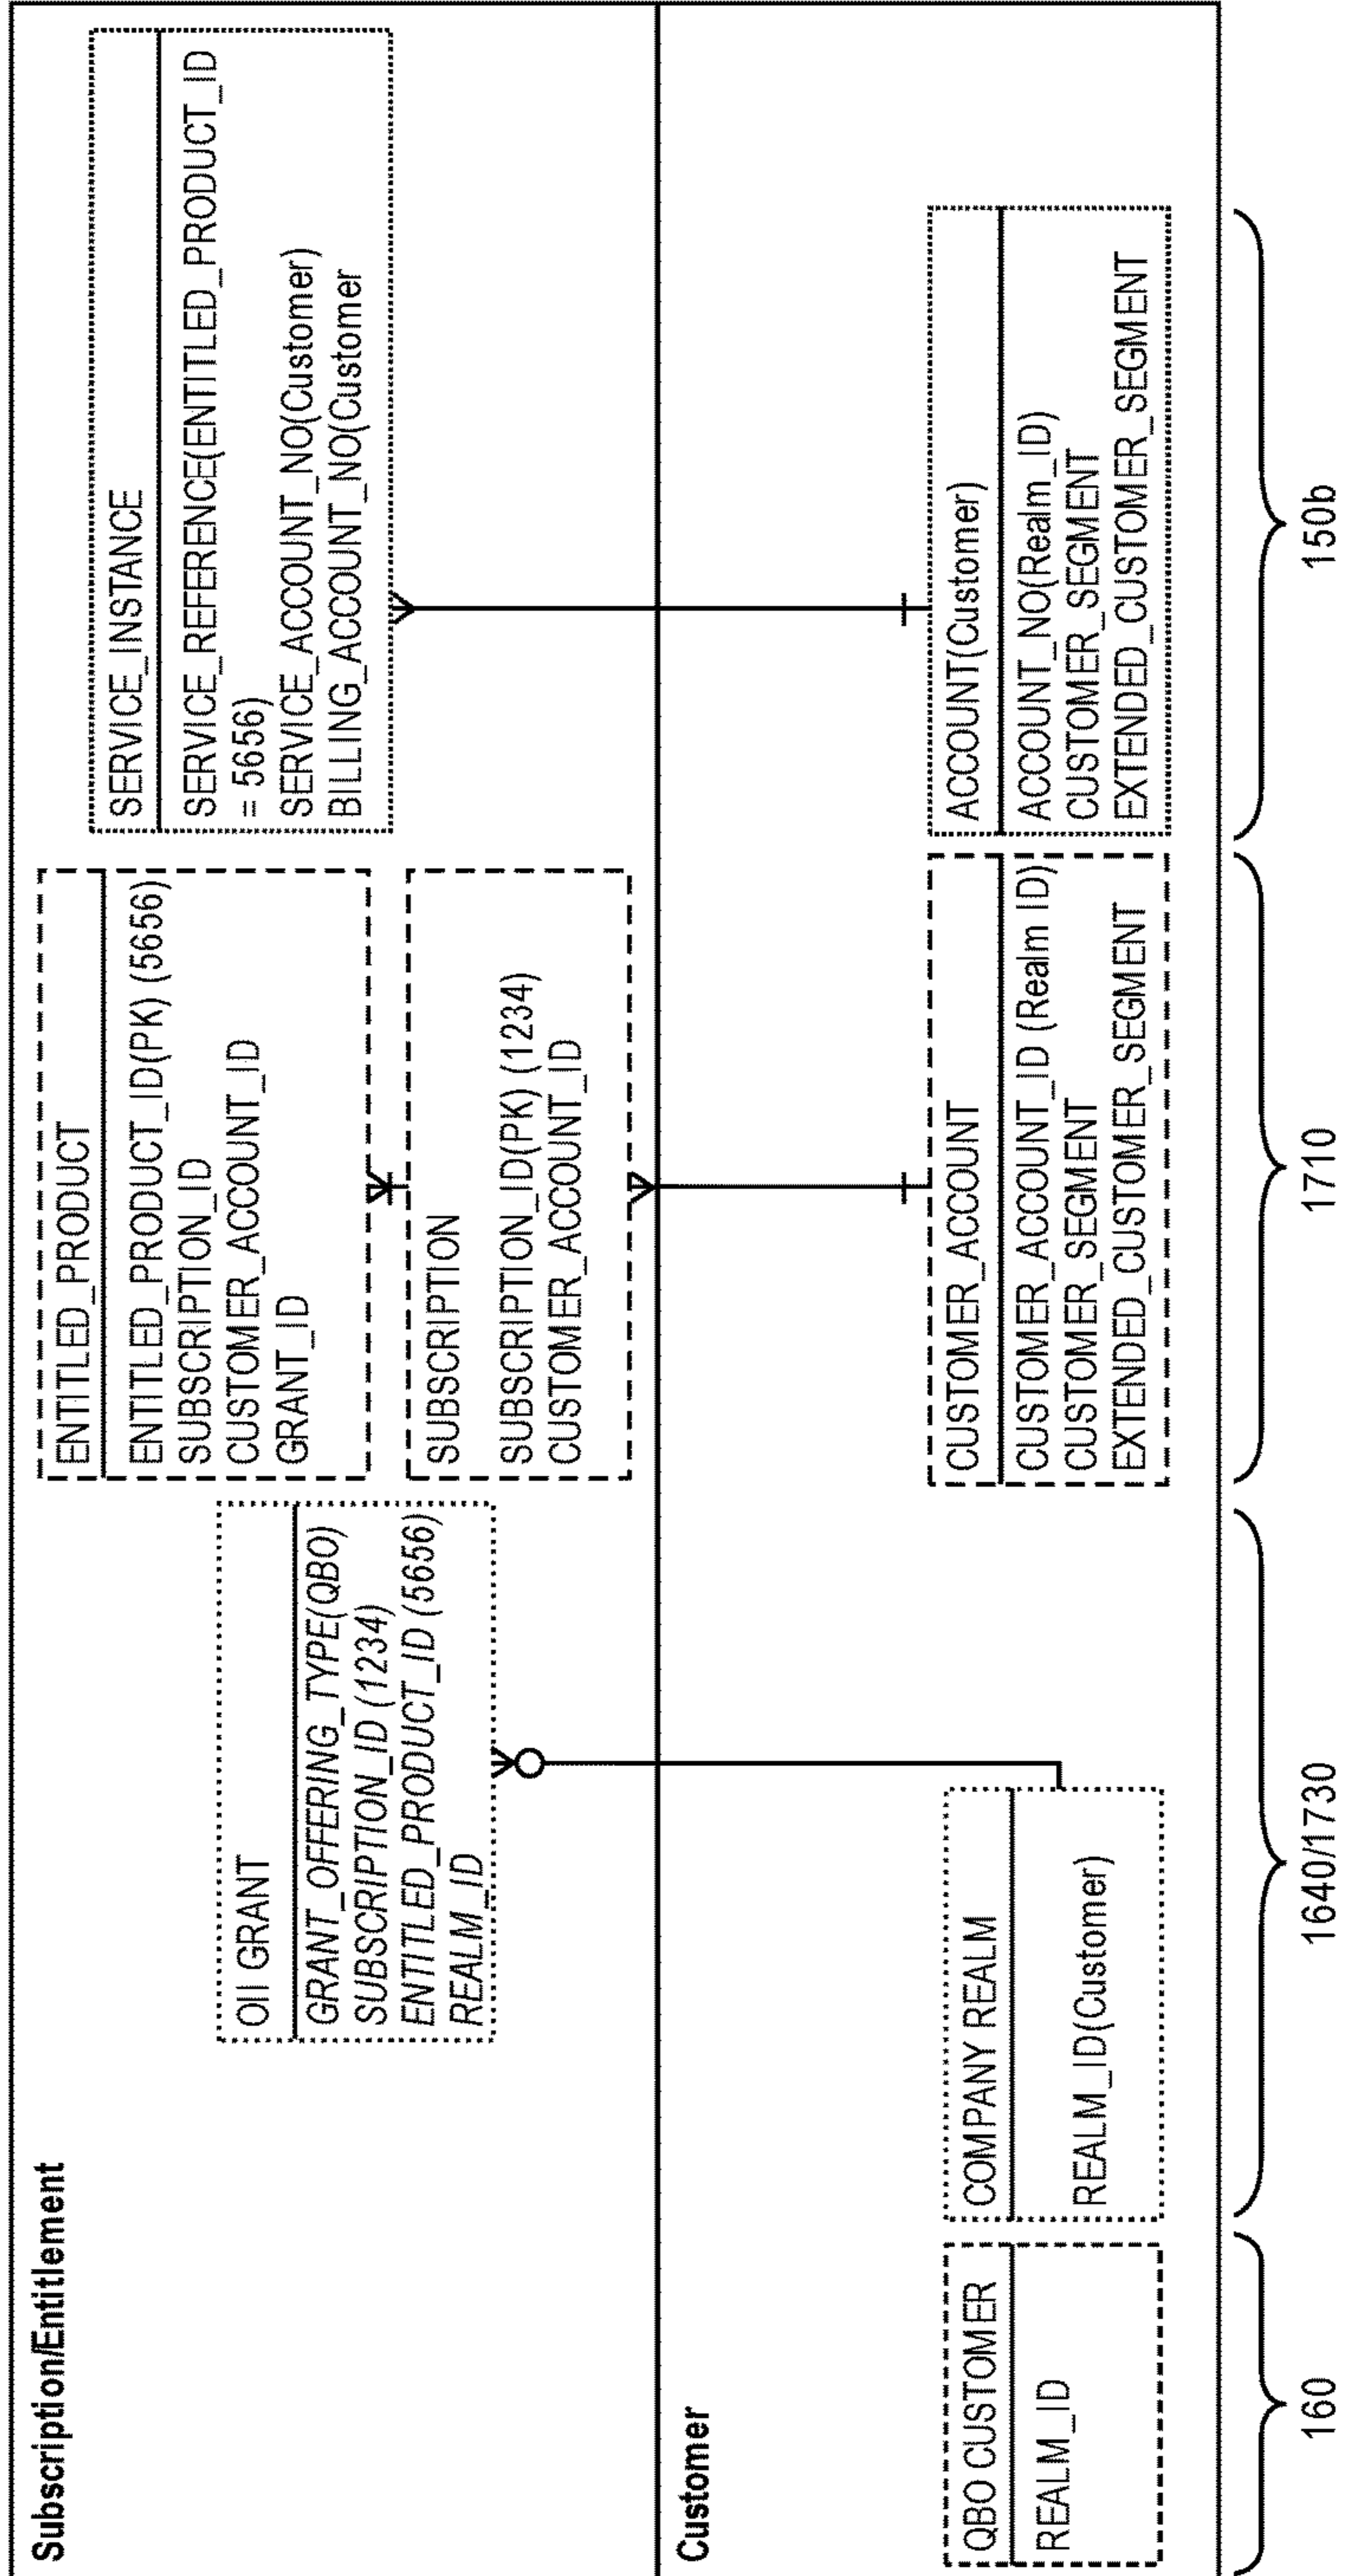 Subscription/Entitlement
OII GRANT
GRANT_OFFERING_TYPE(QBO)
SUBSCRIPTION_ID (1234)
ENTITLED_PRODUCT_ID (5656)
REALM_ID
ENTITLED_PRODUCT
ENTITLED_PRODUCT_ID(PK) (5656)
SUBSCRIPTION_ID
CUSTOMER_ACCOUNT_ID
GRANT_ID
SUBSCRIPTION
SUBSCRIPTION_ID(PK) (1234)
CUSTOMER_ACCOUNT_ID
SERVICE_INSTANCE
SERVICE_REFERENCE(ENTITLED_PRODUCT_ID
= 5656)
SERVICE_ACCOUNT_NO(Customer)
BILLING_ACCOUNT_NO(Customer
Customer
QBO CUSTOMER
REALM_ID
COMPANY REALM
REALM_ID(Customer)
CUSTOMER_ACCOUNT
CUSTOMER_ACCOUNT_ID (Realm ID)
CUSTOMER_SEGMENT
EXTENDED_CUSTOMER_SEGMENT
ACCOUNT(Customer)
ACCOUNT_NO(Realm_ID)
CUSTOMER_SEGMENT
EXTENDED_CUSTOMER_SEGMENT
160
1640/1730
1710
150b